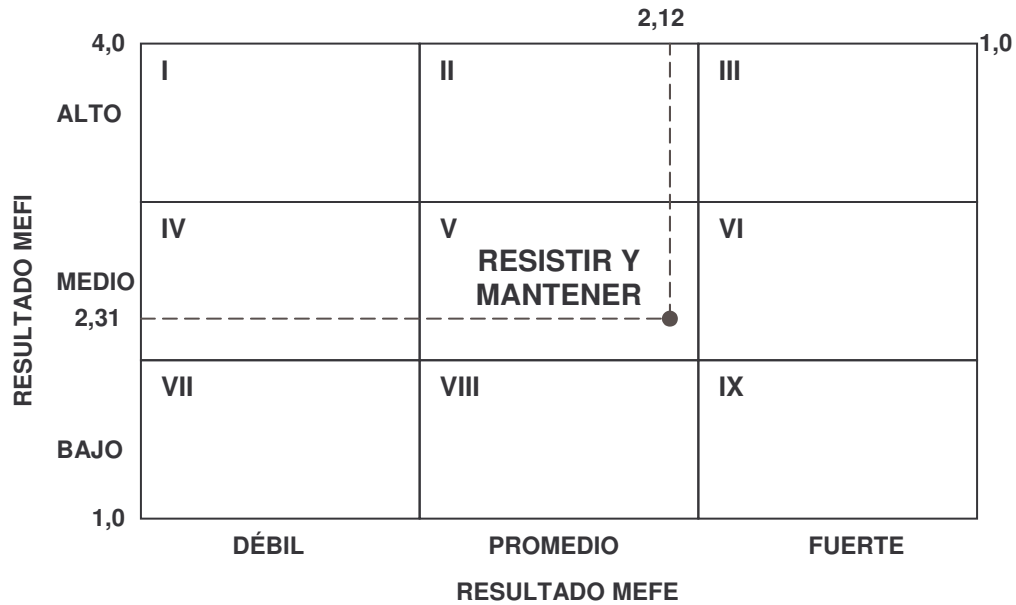 2,12
4,0
1,0
I
II
III
ALTO
IV
V
VI
RESISTIR Y
MANTENER
MEDIO
2,31
RESULTADO MEFI
VII
VIII
IX
BAJO
1,0
DÉBIL
PROMEDIO
FUERTE
RESULTADO MEFE